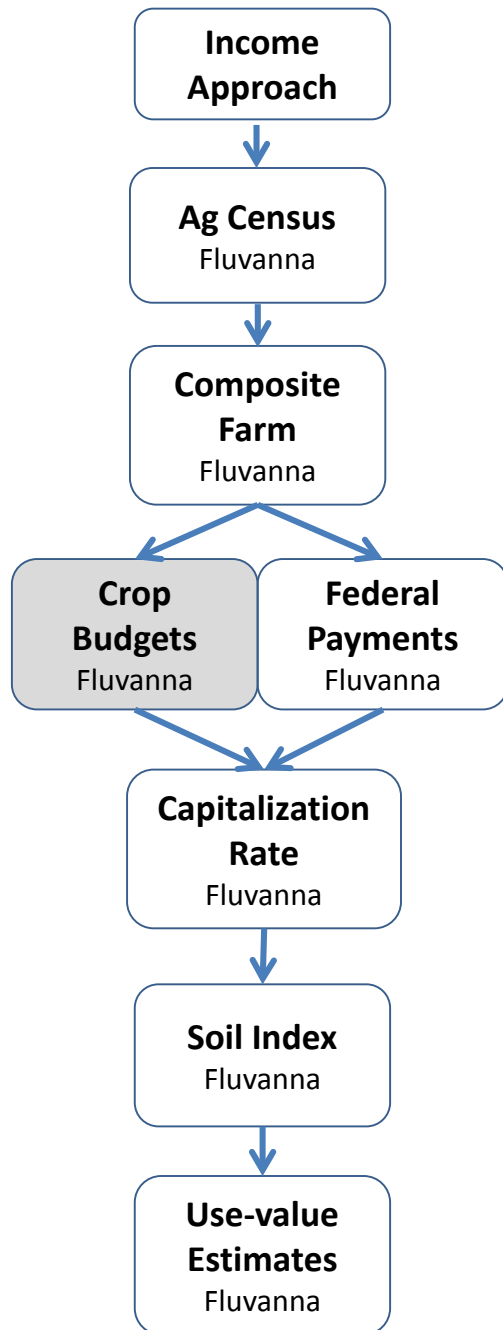 Income
Approach
Ag Census
Fluvanna
Composite
Farm
Fluvanna
Crop
Budgets
Fluvanna
Federal
Payments
Fluvanna
Capitalization
Rate
Fluvanna
Soil Index
Fluvanna
Use-value
Estimates
Fluvanna